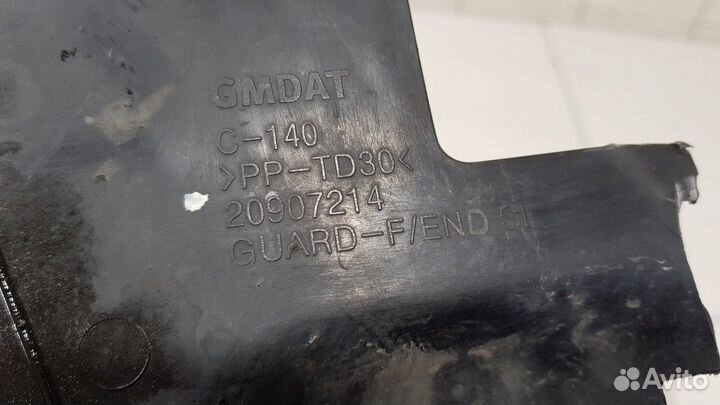 GMDAT
C-140
>PP-TD30<
20907214
GUARD-F/END
Avito